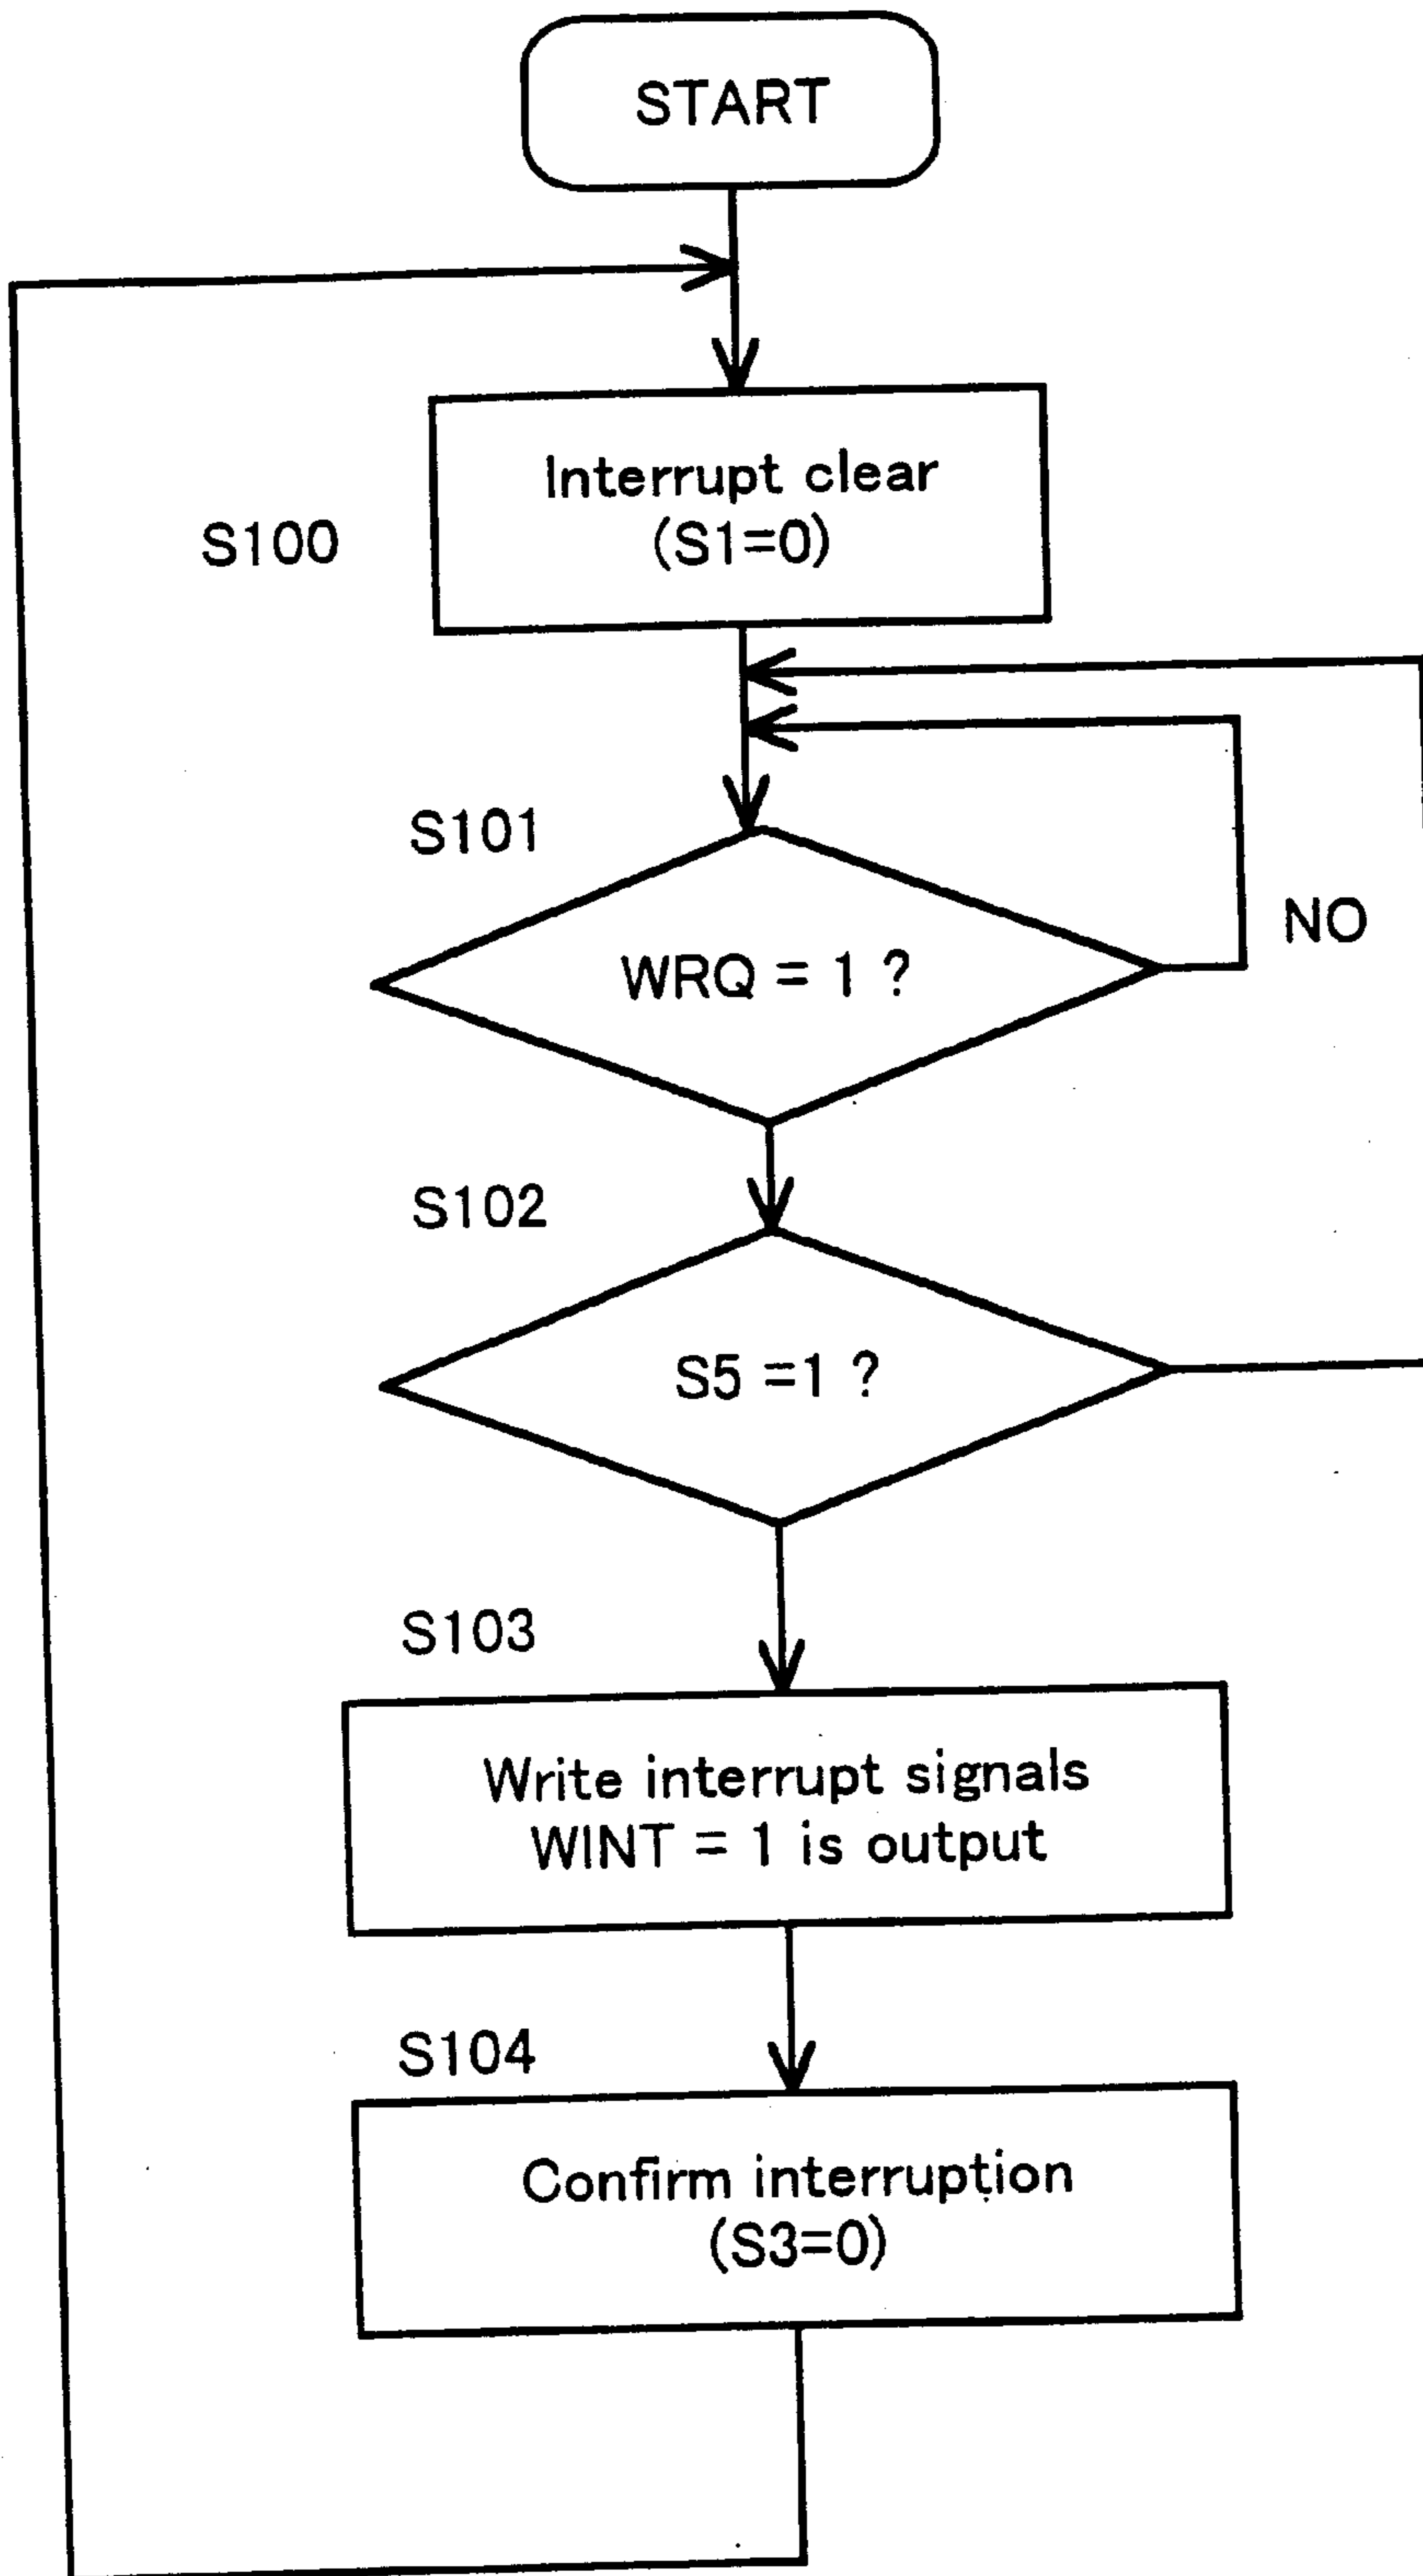 START
Interrupt clear
(S1=0)
S100
S101
NO
WRQ = 1 ?
S102
S5 =1 ?
S103
Write interrupt signals
WINT = 1 is output
S104
Confirm interruption
(S3=0)